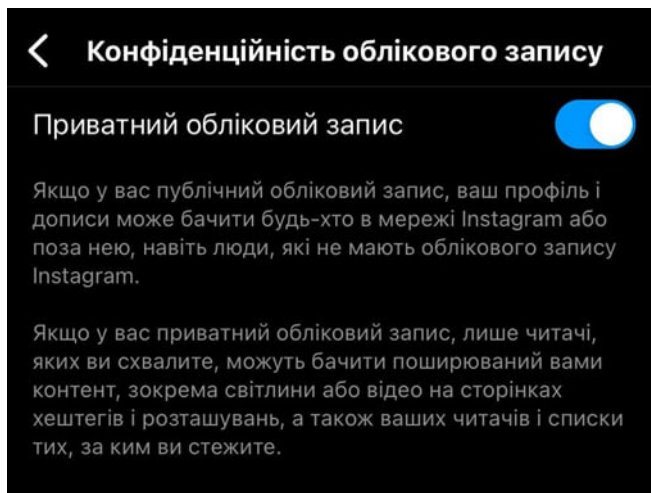 Конфіденційність облікового запису
Приватний обліковий запис
Якщо у вас публічний обліковий запис, ваш профіль і
дописи може бачити будь-хто в мережі Instagram або
поза нею, навіть люди, які не мають облікового запису
Instagram.
Якщо у вас приватний обліковий запис, лише читачі,
яких ви схвалите, можуть бачити поширюваний вами
контент, зокрема світлини або відео на сторінках
хештегів і розташувань, а також ваших читачів і списки
тих, за ким ви стежите.